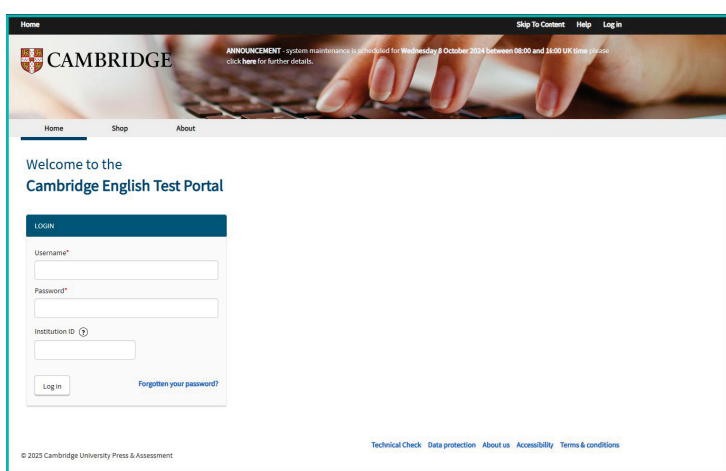 Home Skip To Content Help Log in
CAMBRIDGE
ANNOUNCEMENT - system maintenance is scheduled for Wednesday 8 October 2024 between 08:00 and 16:00 UK time please
click here for further details.
Home Shop About
Welcome to the
Cambridge English Test Portal
LOGIN
Username*
Password*
Institution ID ?
Log in Forgotten your password?
Technical Check Data protection About us Accessibility Terms & conditions
© 2025 Cambridge University Press & Assessment